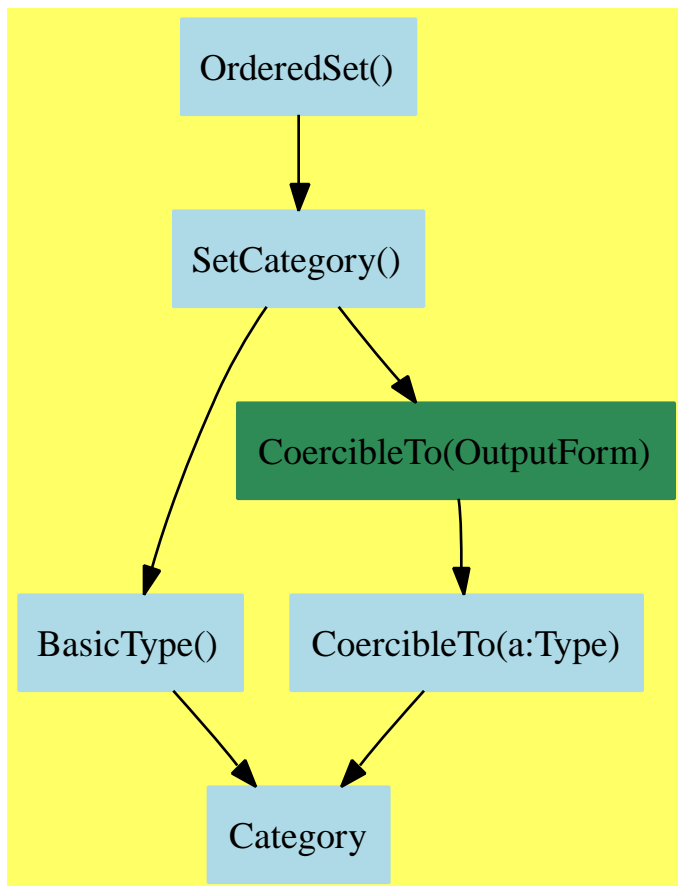 OrderedSet()
SetCategory()
CoercibleTo(OutputForm)
BasicType()
CoercibleTo(a:Type)
Category